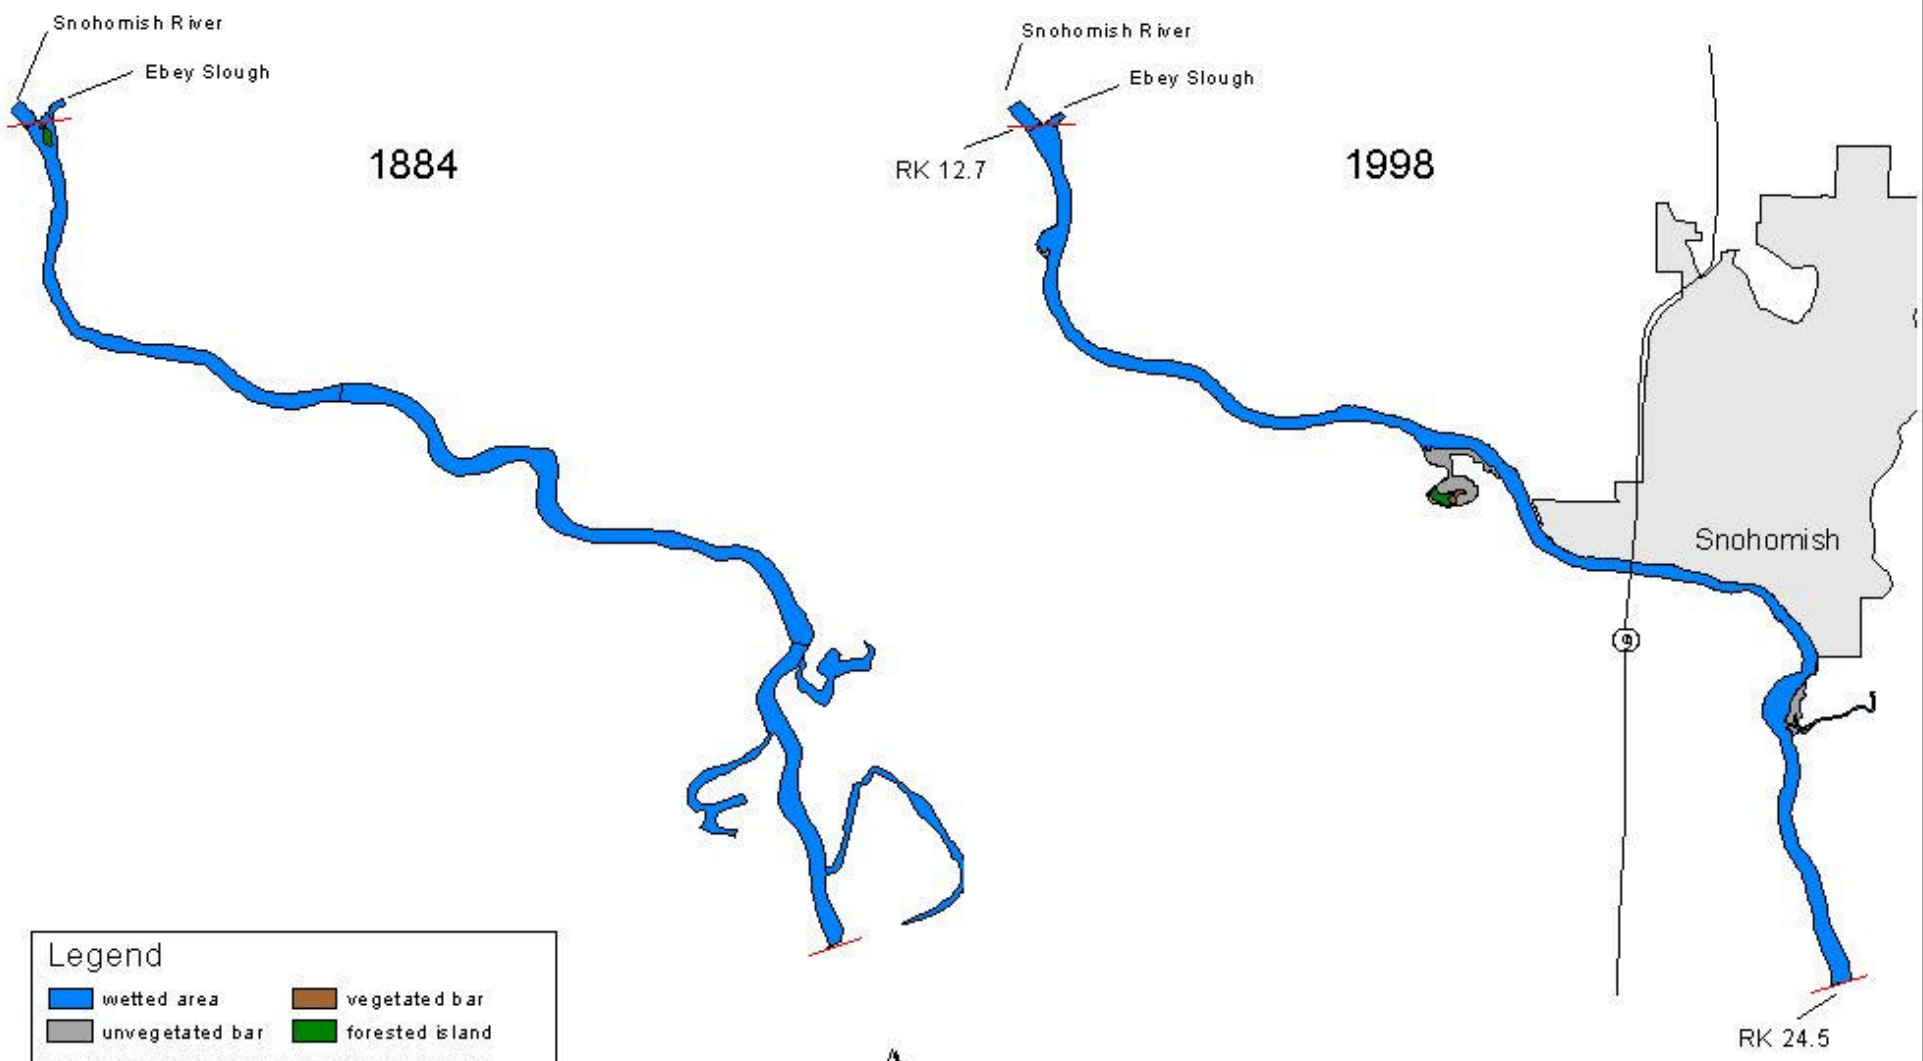 Snohomish River
Ebey Slough
1884
Snohomish River
Ebey Slough
RK 12.7
1998
Snohomish
9
RK 24.5
Legend
wetted area
vegetated bar
unvegetated bar
forested island